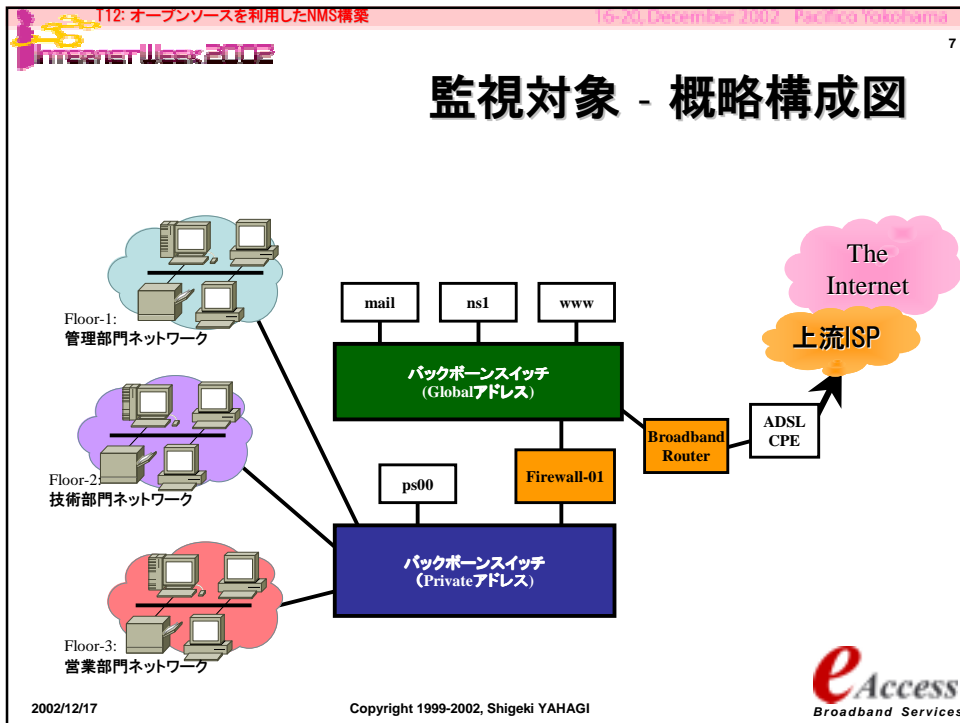 T12: オープンソースを利用したNMS構築
16-20, December 2002 Pacifico Yokohama
InternetWeek2002
7
監視対象 - 概略構成図
The
Internet
上流ISP
mail
ns1
www
Floor-1:
管理部門ネットワーク
バックボーンスイッチ
(Globalアドレス)
ADSL
CPE
Broadband
Router
Floor-2:
技術部門ネットワーク
ps00
Firewall-01
バックボーンスイッチ
(Privateアドレス)
Floor-3:
営業部門ネットワーク
eAccess
Broadband Services
2002/12/17
Copyright 1999-2002, Shigeki YAHAGI